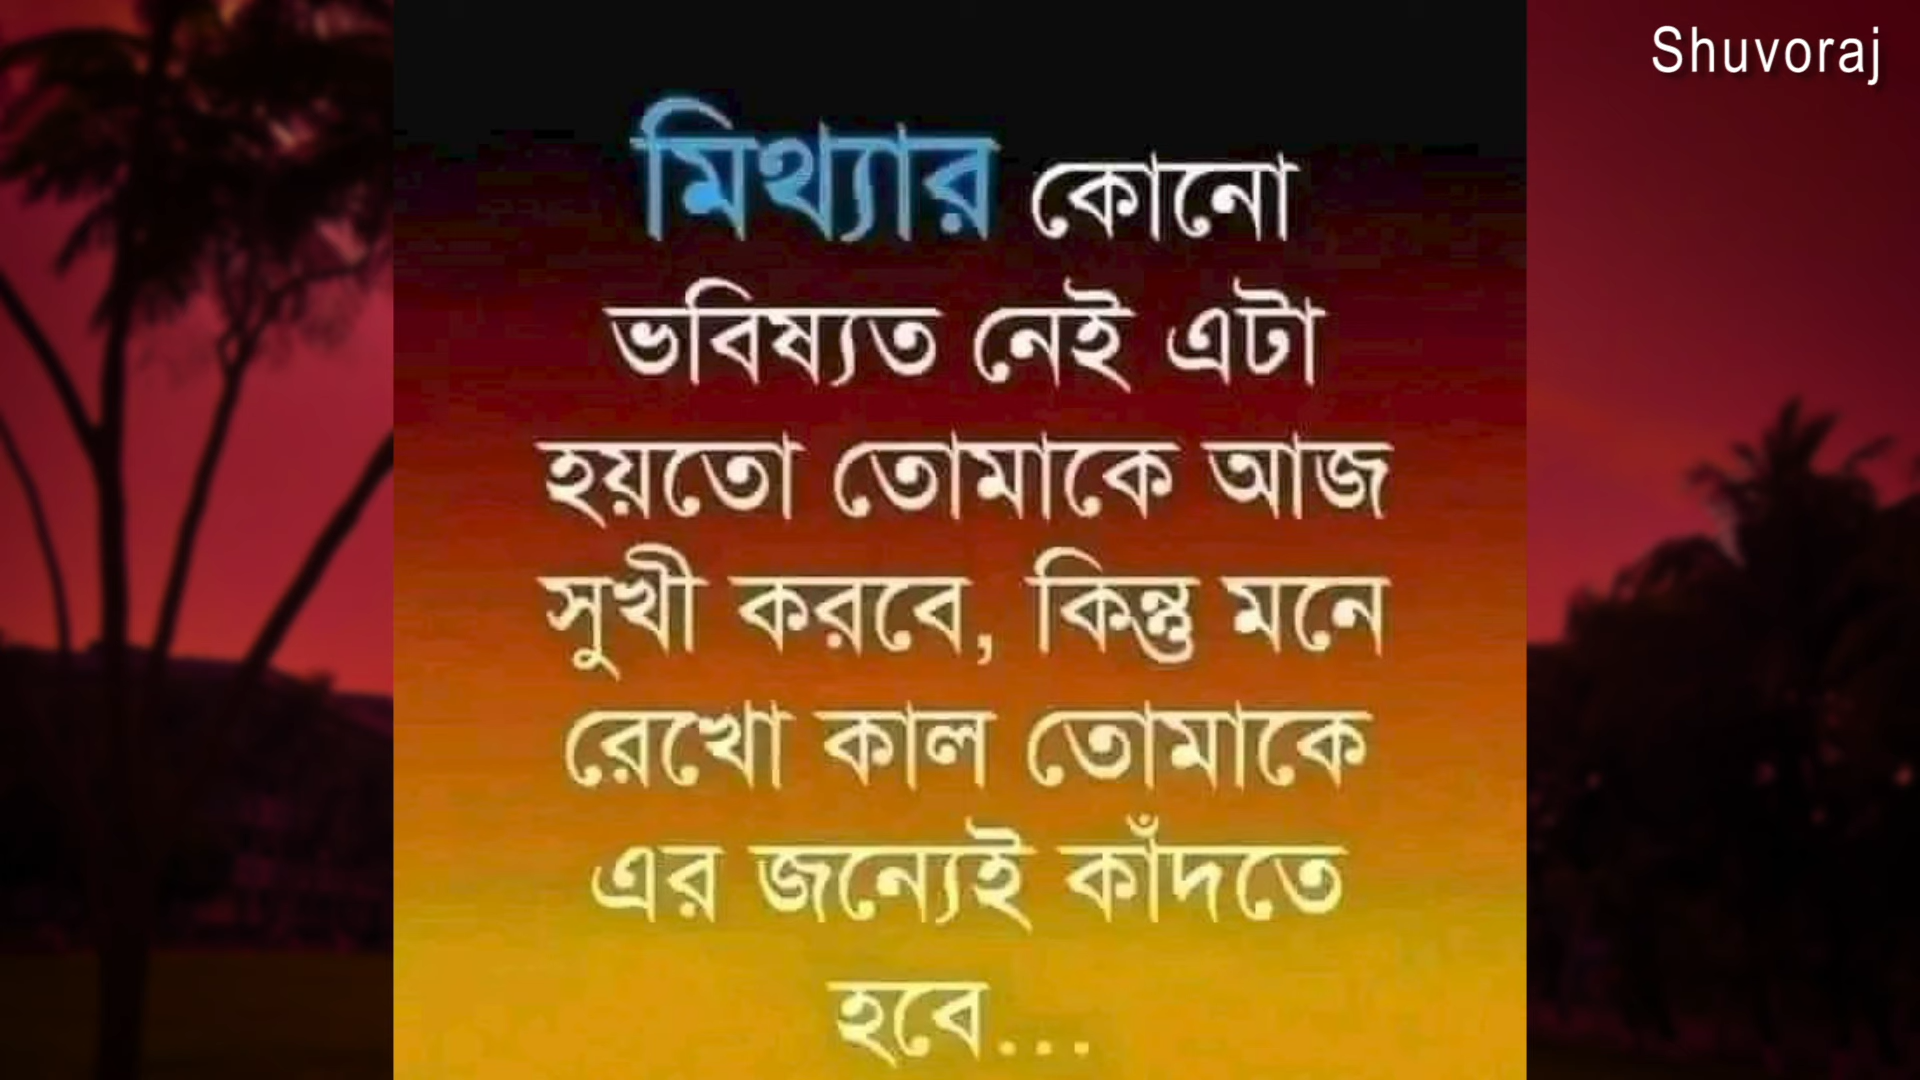 Shuvoraj
মিথ্যার কোনো
ভবিষ্যত নেই এটা
হয়তো তোমাকে আজ
সুখী করবে, কিন্তু মনে
রেখো কাল তোমাকে
এর জন্যেই কাঁদতে
হবে...